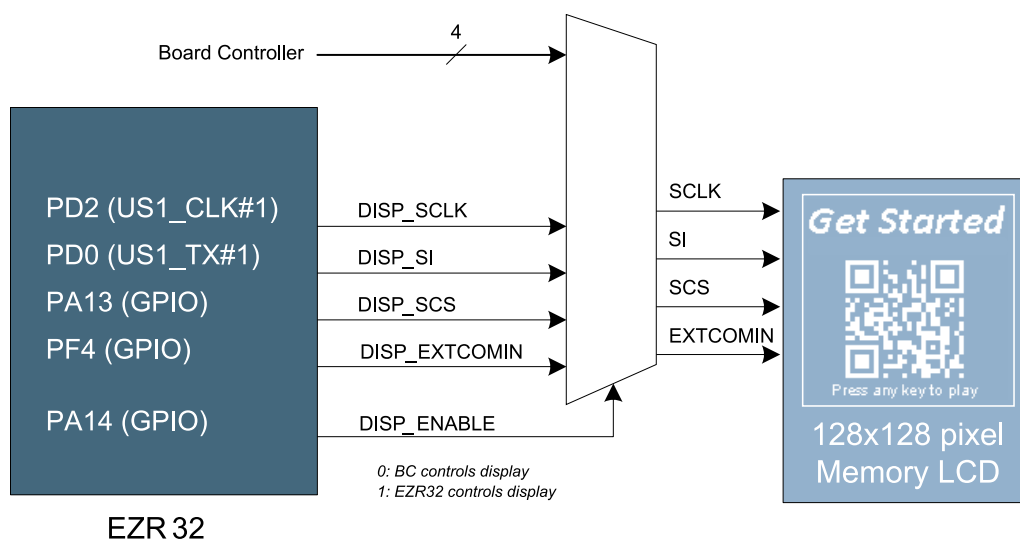 4
Board Controller
PD2 (US1_CLK#1)
PD0 (US1_TX#1)
PA13 (GPIO)
PF4 (GPIO)
PA14 (GPIO)
EZR32
DISP_SCLK
DISP_SI
DISP_SCS
DISP_EXTCOMIN
DISP_ENABLE
0: BC controls display
1: EZR32 controls display
SCLK
SI
SCS
EXTCOMIN
Get Started
Press any key to play
128x128 pixel
Memory LCD